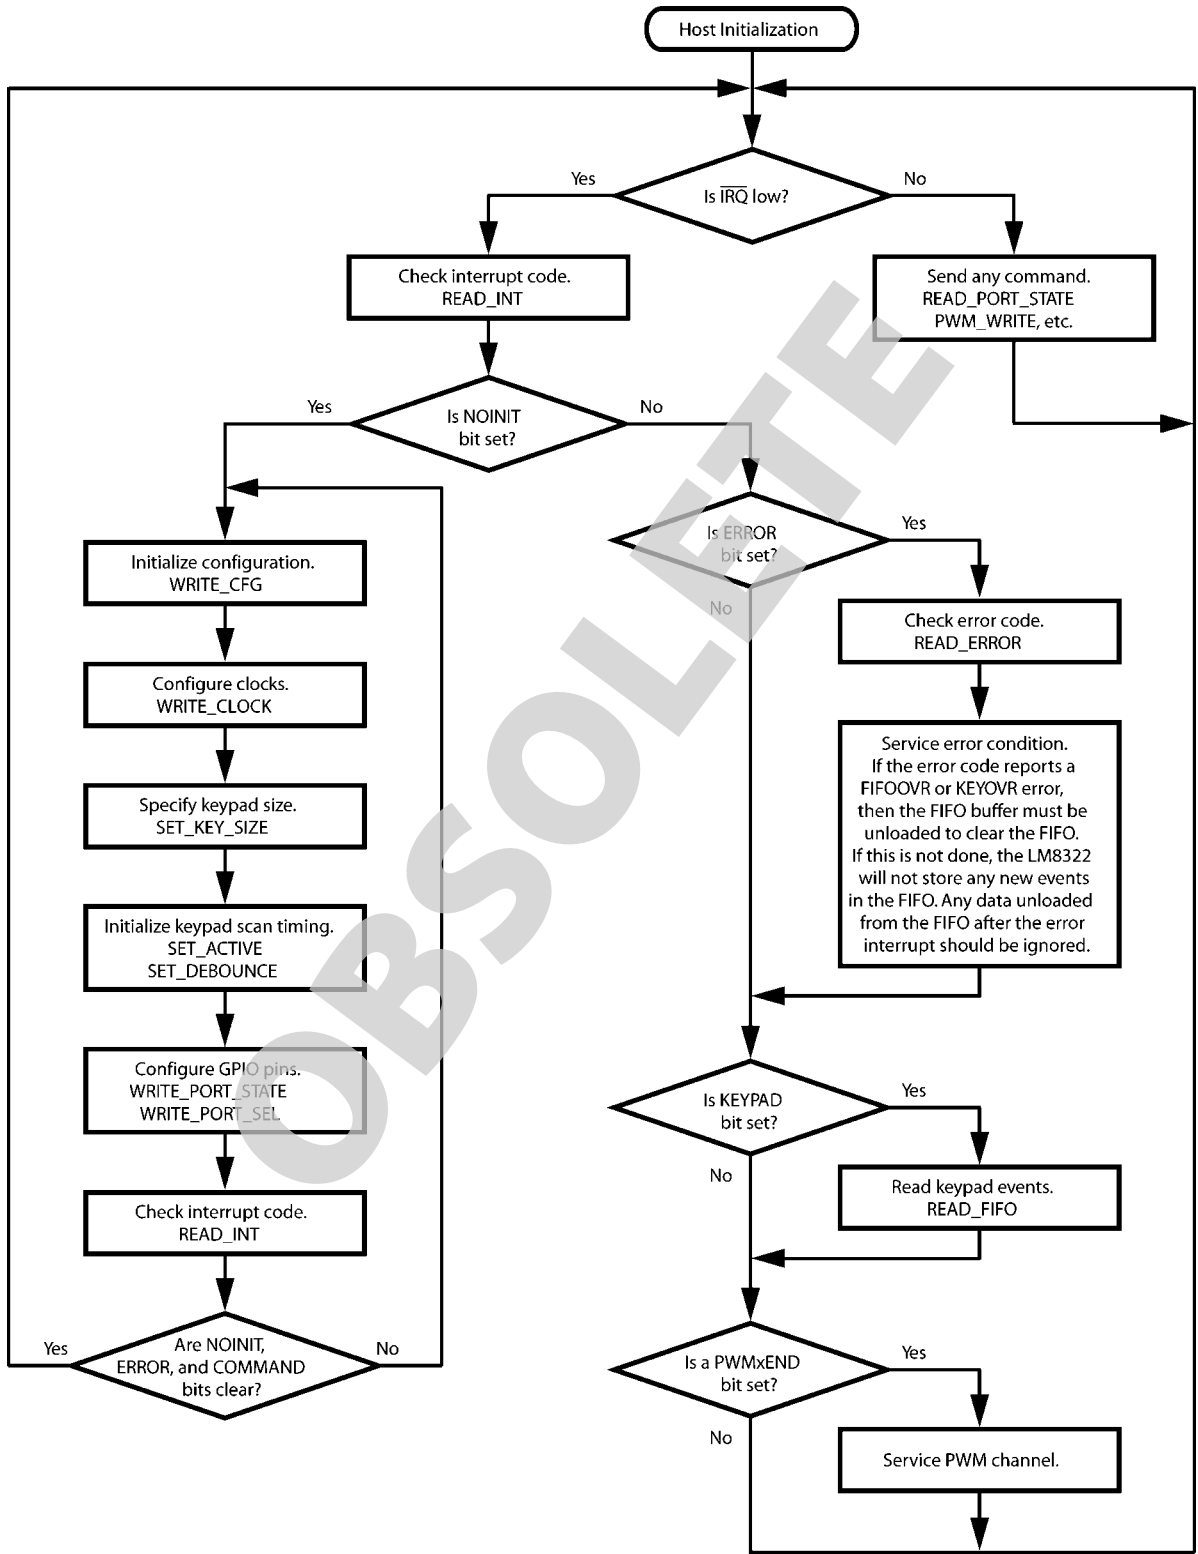 Host Initialization
Yes
Is IRQ low?
No
Check interrupt code.
READ_INT
Send any command.
READ_PORT_STATE
PWM_WRITE, etc.
Yes
Is NOINIT
bit set?
No
Initialize configuration.
WRITE_CFG
Configure clocks.
WRITE_CLOCK
Specify keypad size.
SET_KEY_SIZE
Initialize keypad scan timing.
SET_ACTIVE
SET_DEBOUNCE
Configure GPIO pins.
WRITE_PORT_STATE
WRITE_PORT_SEL
Check interrupt code.
READ_INT
Yes
Are NOINIT,
ERROR, and COMMAND
bits clear?
No
Is ERROR
bit set?
Yes
No
Check error code.
READ_ERROR
Service error condition.
If the error code reports a
FIFOOVR or KEYOVR error,
then the FIFO buffer must be
unloaded to clear the FIFO.
If this is not done, the LM8322
will not store any new events
in the FIFO. Any data unloaded
from the FIFO after the error
interrupt should be ignored.
Is KEYPAD
bit set?
Yes
No
Read keypad events.
READ_FIFO
Is a PWMxEND
bit set?
Yes
No
Service PWM channel.
OBSOLETE